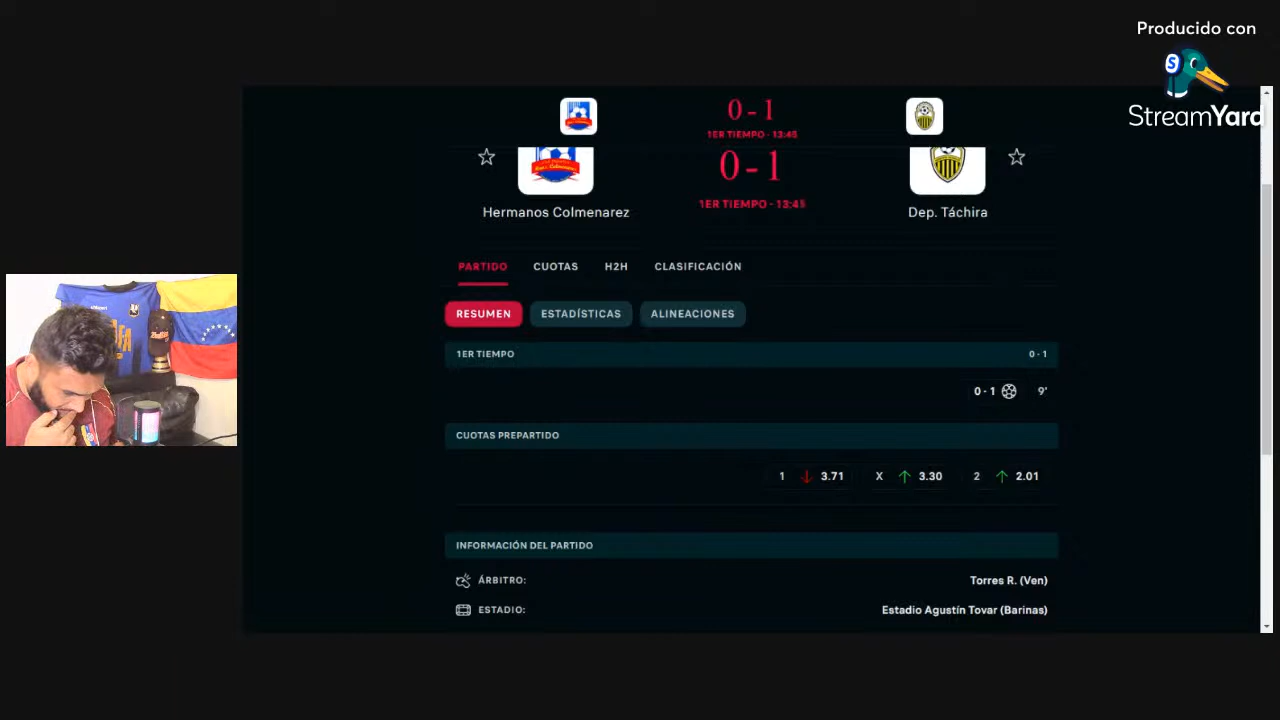 Producido con
S
StreamYard
0 - 1
1ER TIEMPO - 13:45
0 - 1
1ER TIEMPO - 13:45
Hermanos Colmenarez
Dep. Táchira
PARTIDO CUOTAS H2H CLASIFICACIÓN
RESUMEN ESTADÍSTICAS ALINEACIONES
1ER TIEMPO 0 - 1
0 - 1 9'
CUOTAS PREPARTIDO
1 3.71 X 3.30 2 2.01
INFORMACIÓN DEL PARTIDO
ÁRBITRO: Torres R. (Ven)
ESTADIO: Estadio Agustín Tovar (Barinas)